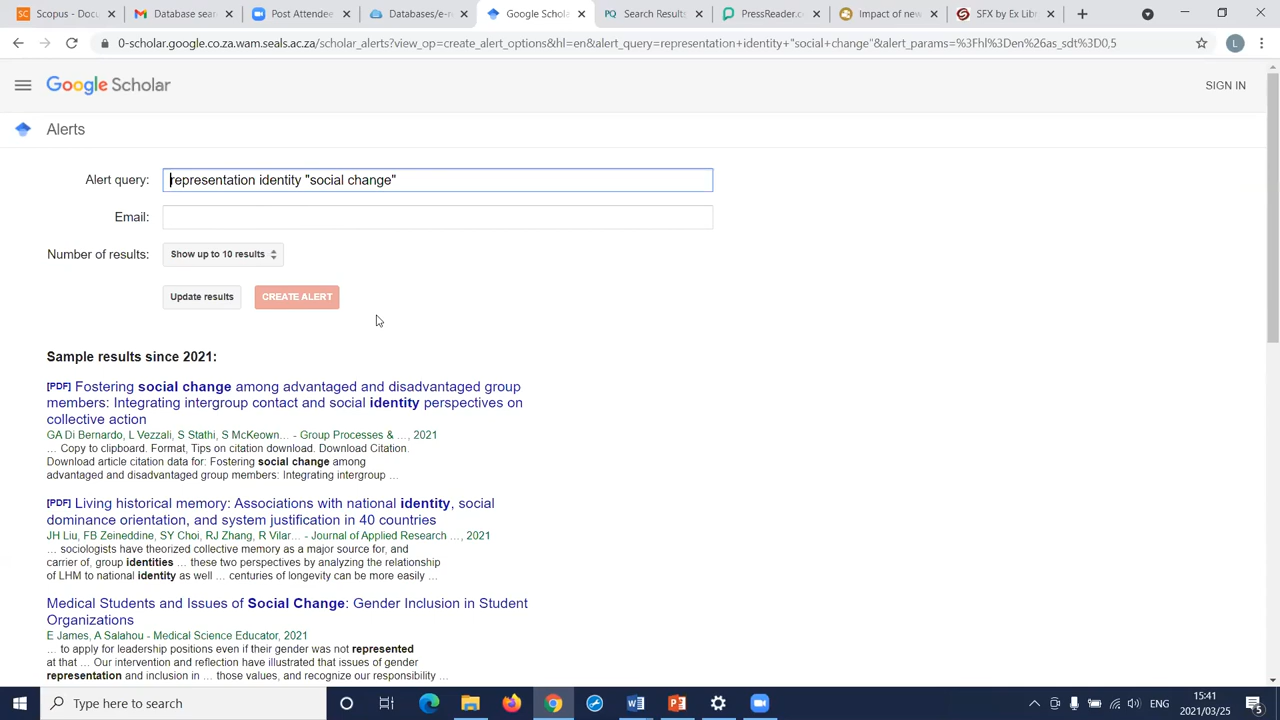 Scopus - Docu
Database sear
Post Attendee
Databases/e-r
Google Schola
Search Results
PressReader.c
Impact of new
SFX by Ex Lib
0-scholar.google.co.za.wam.seals.ac.za/scholar_alerts?view_op=create_alert_options&hl=en&alert_query=representation+identity+"social+change"&alert_params=%3Fhl%3Den%26as_sdt%3D0,5
L
Google Scholar
SIGN IN
Alerts
Alert query: representation identity "social change"
Email:
Number of results: Show up to 10 results
Update results CREATE ALERT
Sample results since 2021:
[PDF] Fostering social change among advantaged and disadvantaged group
members: Integrating intergroup contact and social identity perspectives on
collective action
GA Di Bernardo, L Vezzali, S Stathi, S McKeown… - Group Processes & …, 2021
… Copy to clipboard. Format, Tips on citation download. Download Citation.
Download article citation data for: Fostering social change among
advantaged and disadvantaged group members: Integrating intergroup …
[PDF] Living historical memory: Associations with national identity, social
dominance orientation, and system justification in 40 countries
JH Liu, FB Zeineddine, SY Choi, RJ Zhang, R Vilar… - Journal of Applied Research …, 2021
… sociologists have theorized collective memory as a major source for, and
carrier of, group identities … these two perspectives by analyzing the relationship
of LHM to national identity as well … centuries of longevity can be more easily …
Medical Students and Issues of Social Change: Gender Inclusion in Student
Organizations
E James, A Salahou - Medical Science Educator, 2021
… to apply for leadership positions even if their gender was not represented
at that … Our intervention and reflection have illustrated that issues of gender
representation and inclusion in … those values, and recognize our responsibility …
Type here to search
ENG
15:41
2021/03/25
5